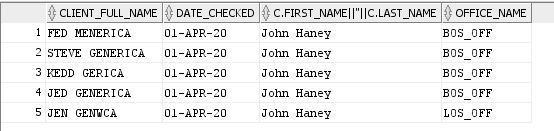 CLIENT_FULL_NAME DATE_CHECKED C.FIRST_NAME||"||C.LAST_NAME OFFICE_NAME
1 FED MENERICA 01-APR-20 John Haney BOS_OFF
2 STEVE GENERICA 01-APR-20 John Haney BOS_OFF
3 KEDD GERICA 01-APR-20 John Haney BOS_OFF
4 JED GENERICA 01-APR-20 John Haney BOS_OFF
5 JEN GENWCA 01-APR-20 John Haney LOS_OFF